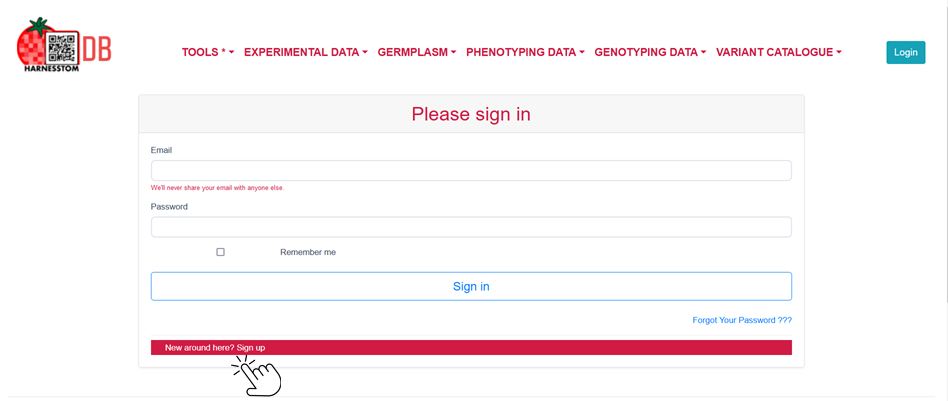 DB
HARNESSTOM
TOOLS * EXPERIMENTAL DATA GERMPLASM PHENOTYPING DATA GENOTYPING DATA VARIANT CATALOGUE
Login
Please sign in
Email
We'll never share your email with anyone else.
Password
Remember me
Sign in
Forgot Your Password ???
New around here? Sign up